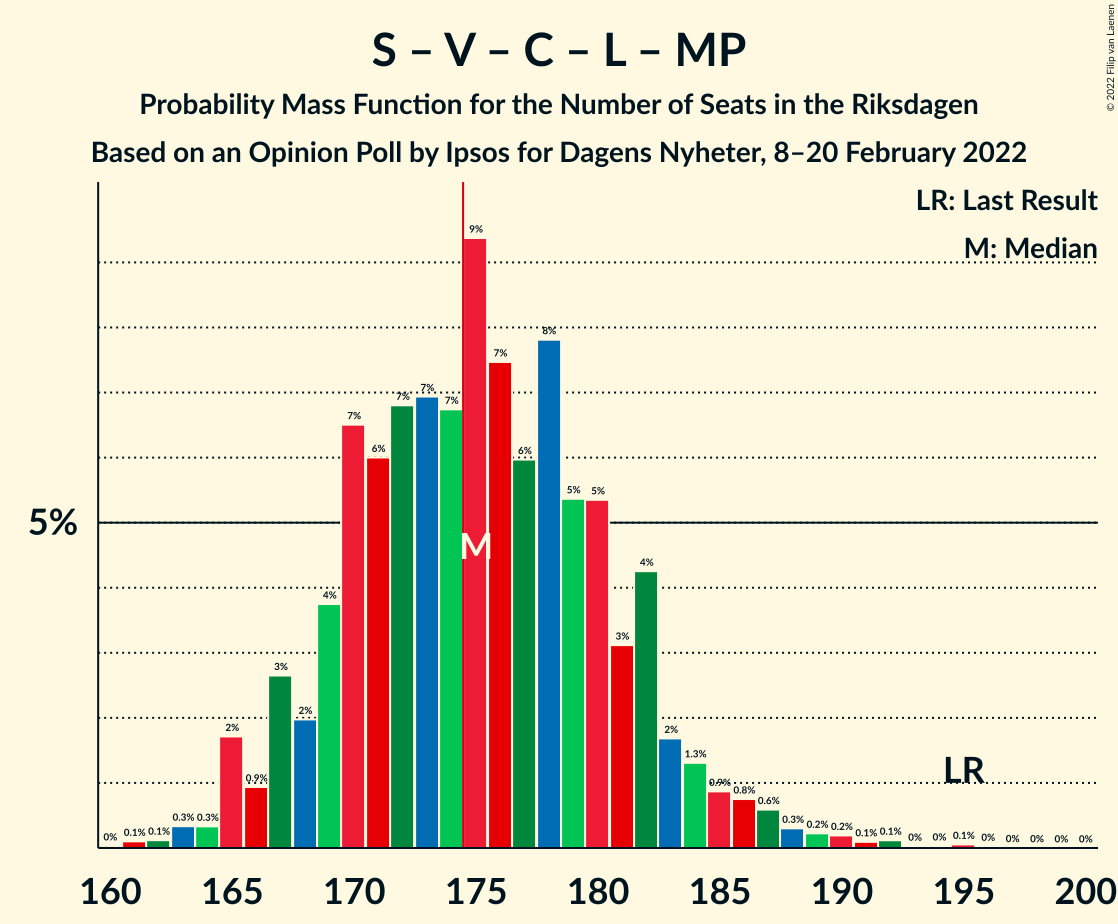 S – V – C – L – MP
Probability Mass Function for the Number of Seats in the Riksdagen
Based on an Opinion Poll by Ipsos for Dagens Nyheter, 8–20 February 2022
© 2022 Filip van Laenen
LR: Last Result
M: Median
5%
0% 0.1% 0.1% 0.3% 0.3% 2% 0.9% 3% 2% 4% 7% 6% 7% 7% 7% 9% 7% 6% 8% 5% 5% 3% 4% 2% 1.3% 0.9% 0.8% 0.6% 0.3% 0.2% 0.2% 0.1% 0.1% 0% 0% 0.1% 0% 0% 0% 0% 0%
M
LR
160 165 170 175 180 185 190 195 200